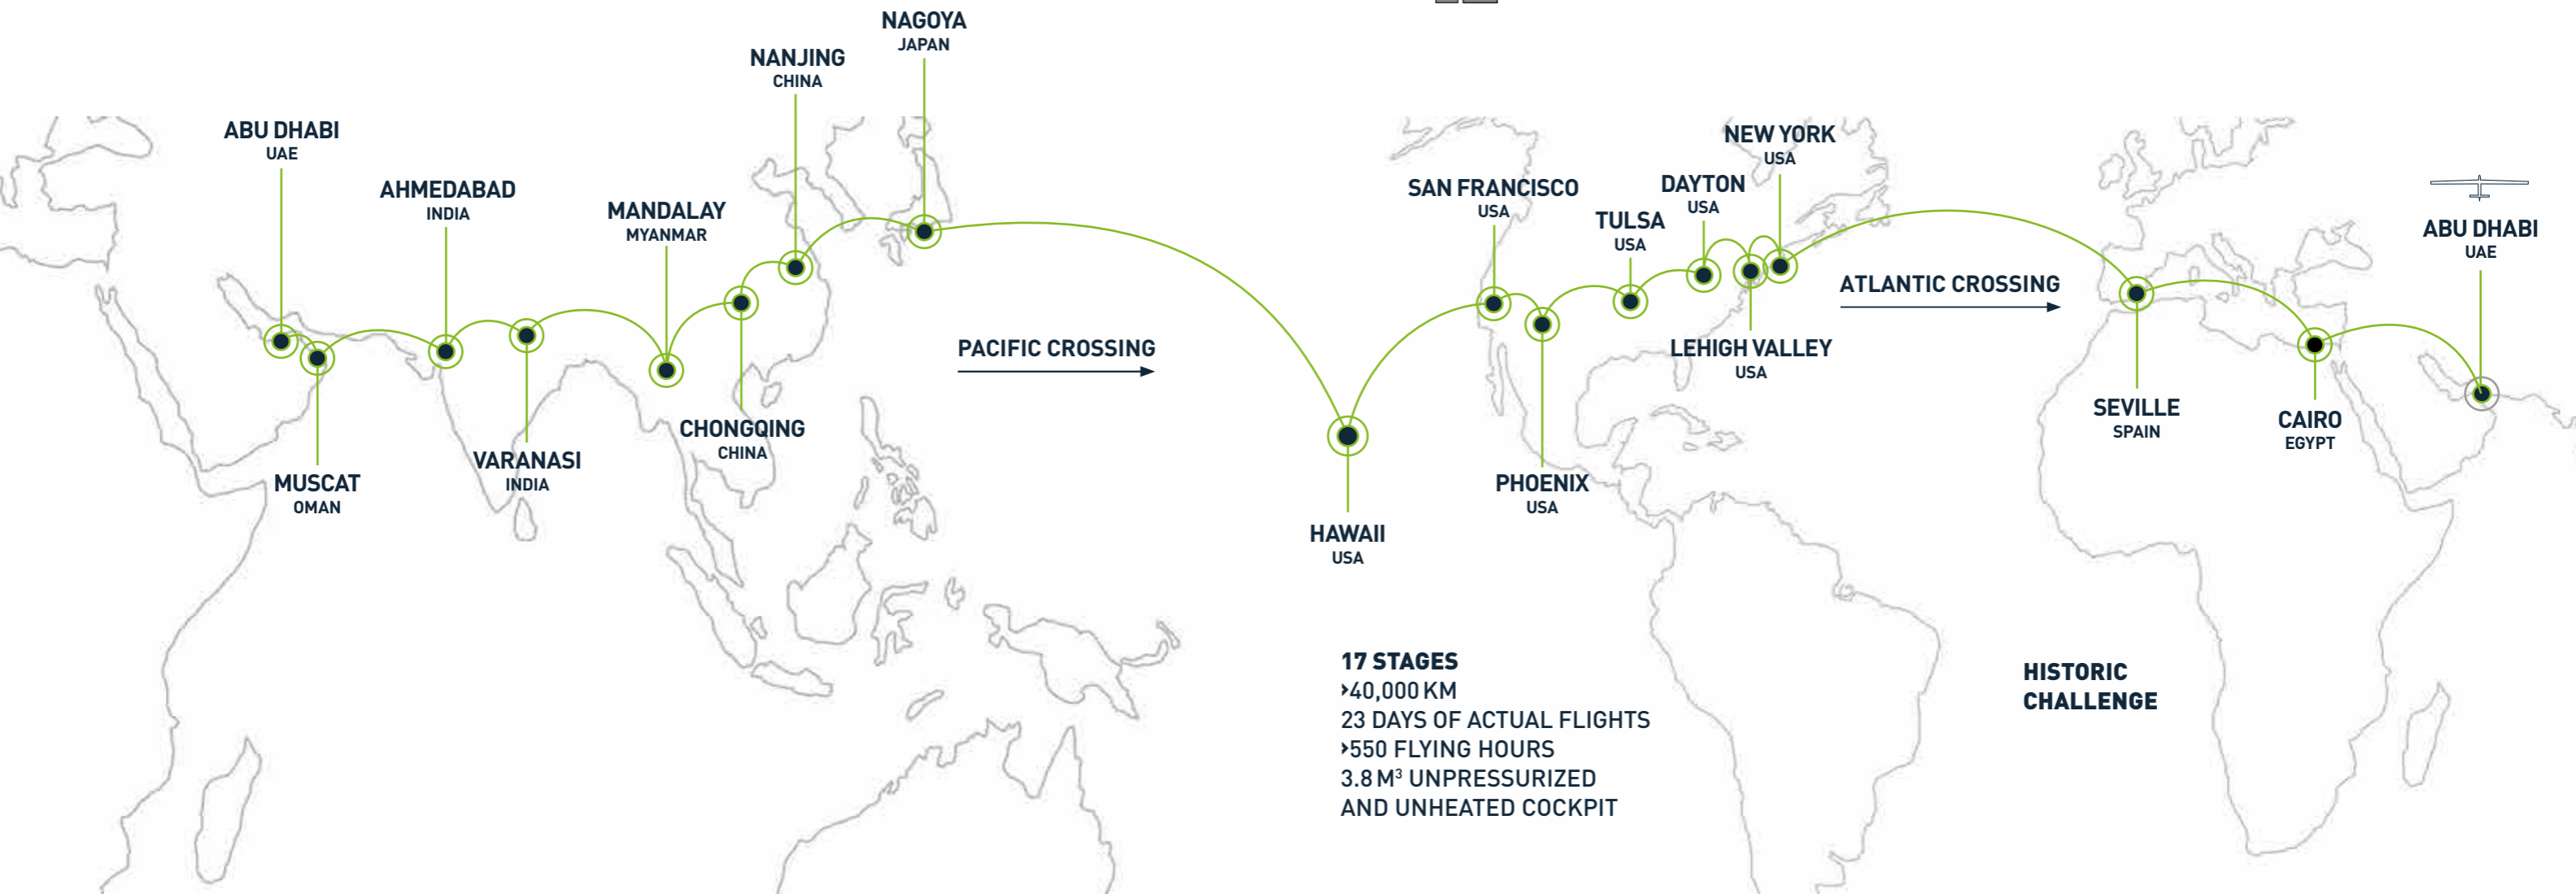 NAGOYA
JAPAN
NANJING
CHINA
ABU DHABI
UAE
AHMEDABAD
INDIA
MANDALAY
MYANMAR
MUSCAT
OMAN
VARANASI
INDIA
CHONGQING
CHINA
PACIFIC CROSSING
HAWAII
USA
SAN FRANCISCO
USA
PHOENIX
USA
TULSA
USA
DAYTON
USA
LEHIGH VALLEY
USA
NEW YORK
USA
ATLANTIC CROSSING
SEVILLE
SPAIN
CAIRO
EGYPT
ABU DHABI
UAE
17 STAGES
>40,000 KM
23 DAYS OF ACTUAL FLIGHTS
>550 FLYING HOURS
3.8 M³ UNPRESSURIZED
AND UNHEATED COCKPIT
HISTORIC
CHALLENGE